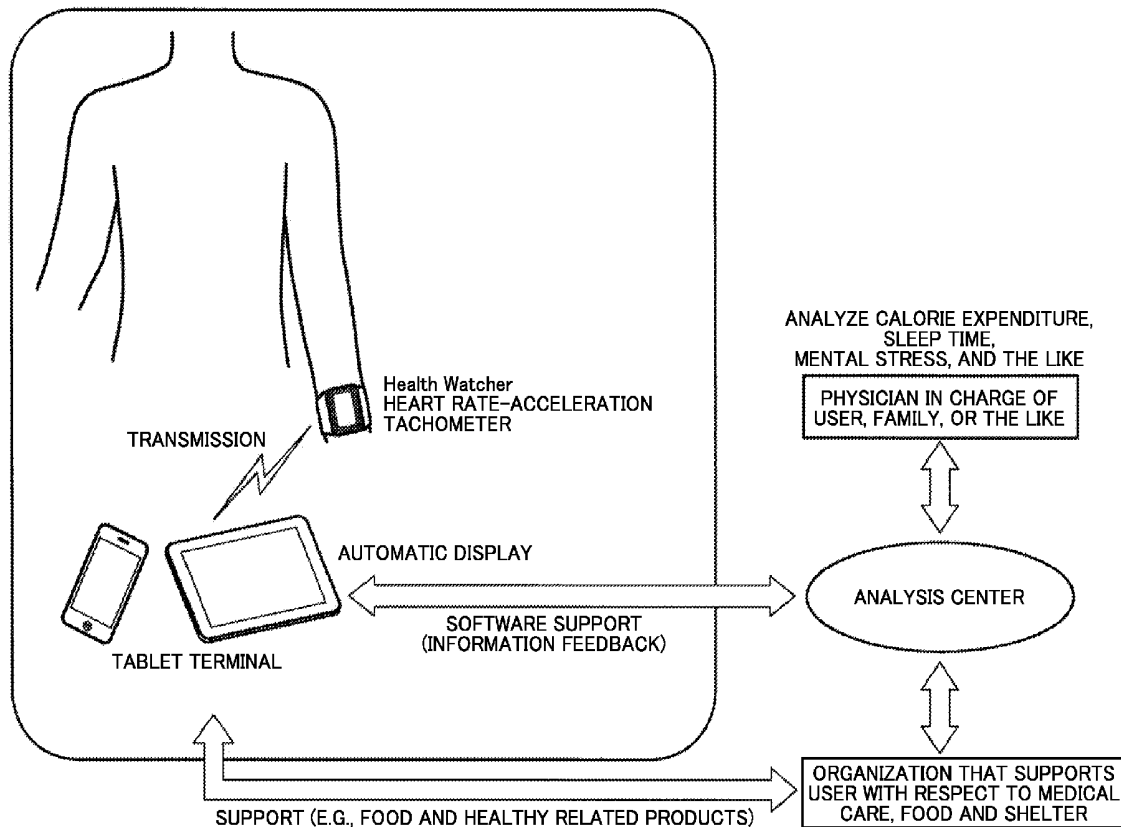 ANALYZE CALORIE EXPENDITURE,
SLEEP TIME,
MENTAL STRESS, AND THE LIKE
PHYSICIAN IN CHARGE OF
USER, FAMILY, OR THE LIKE
Health Watcher
HEART RATE-ACCELERATION
TACHOMETER
TRANSMISSION
AUTOMATIC DISPLAY
ANALYSIS CENTER
SOFTWARE SUPPORT
(INFORMATION FEEDBACK)
TABLET TERMINAL
ORGANIZATION THAT SUPPORTS
USER WITH RESPECT TO MEDICAL
CARE, FOOD AND SHELTER
SUPPORT (E.G., FOOD AND HEALTHY RELATED PRODUCTS)